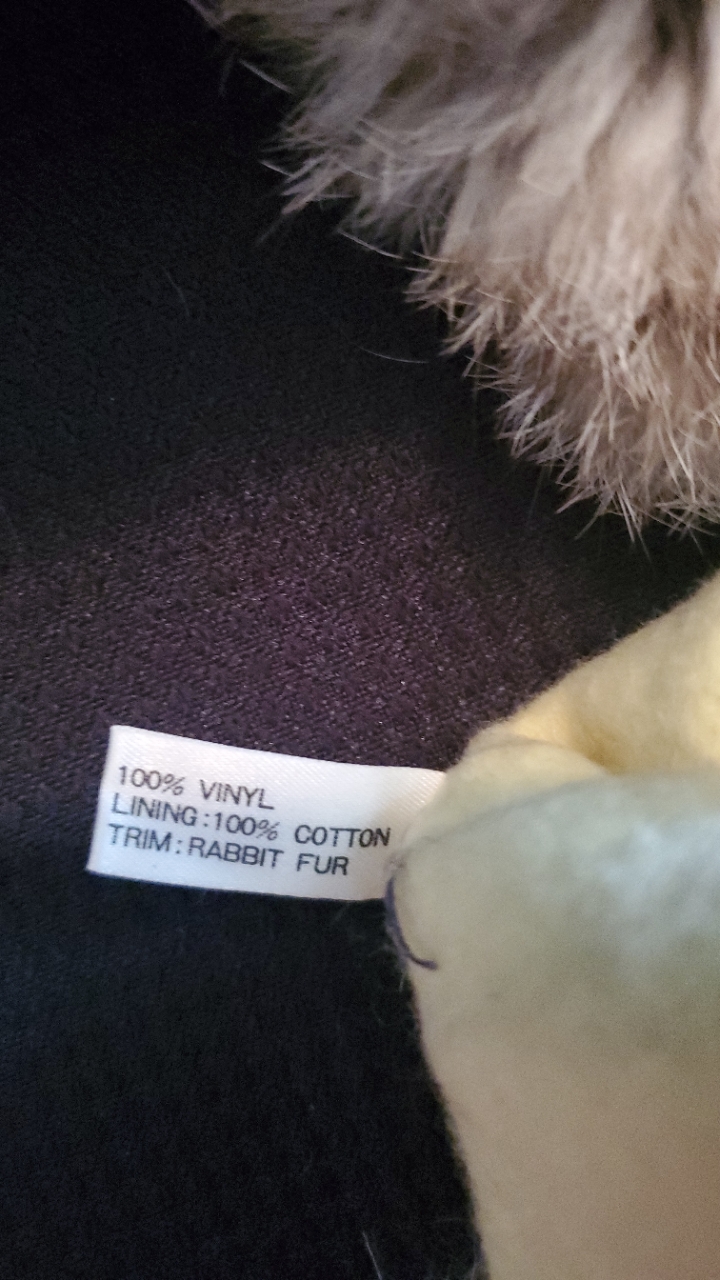 100% VINYL
LINING:100% COTTON
TRIM:RABBIT FUR